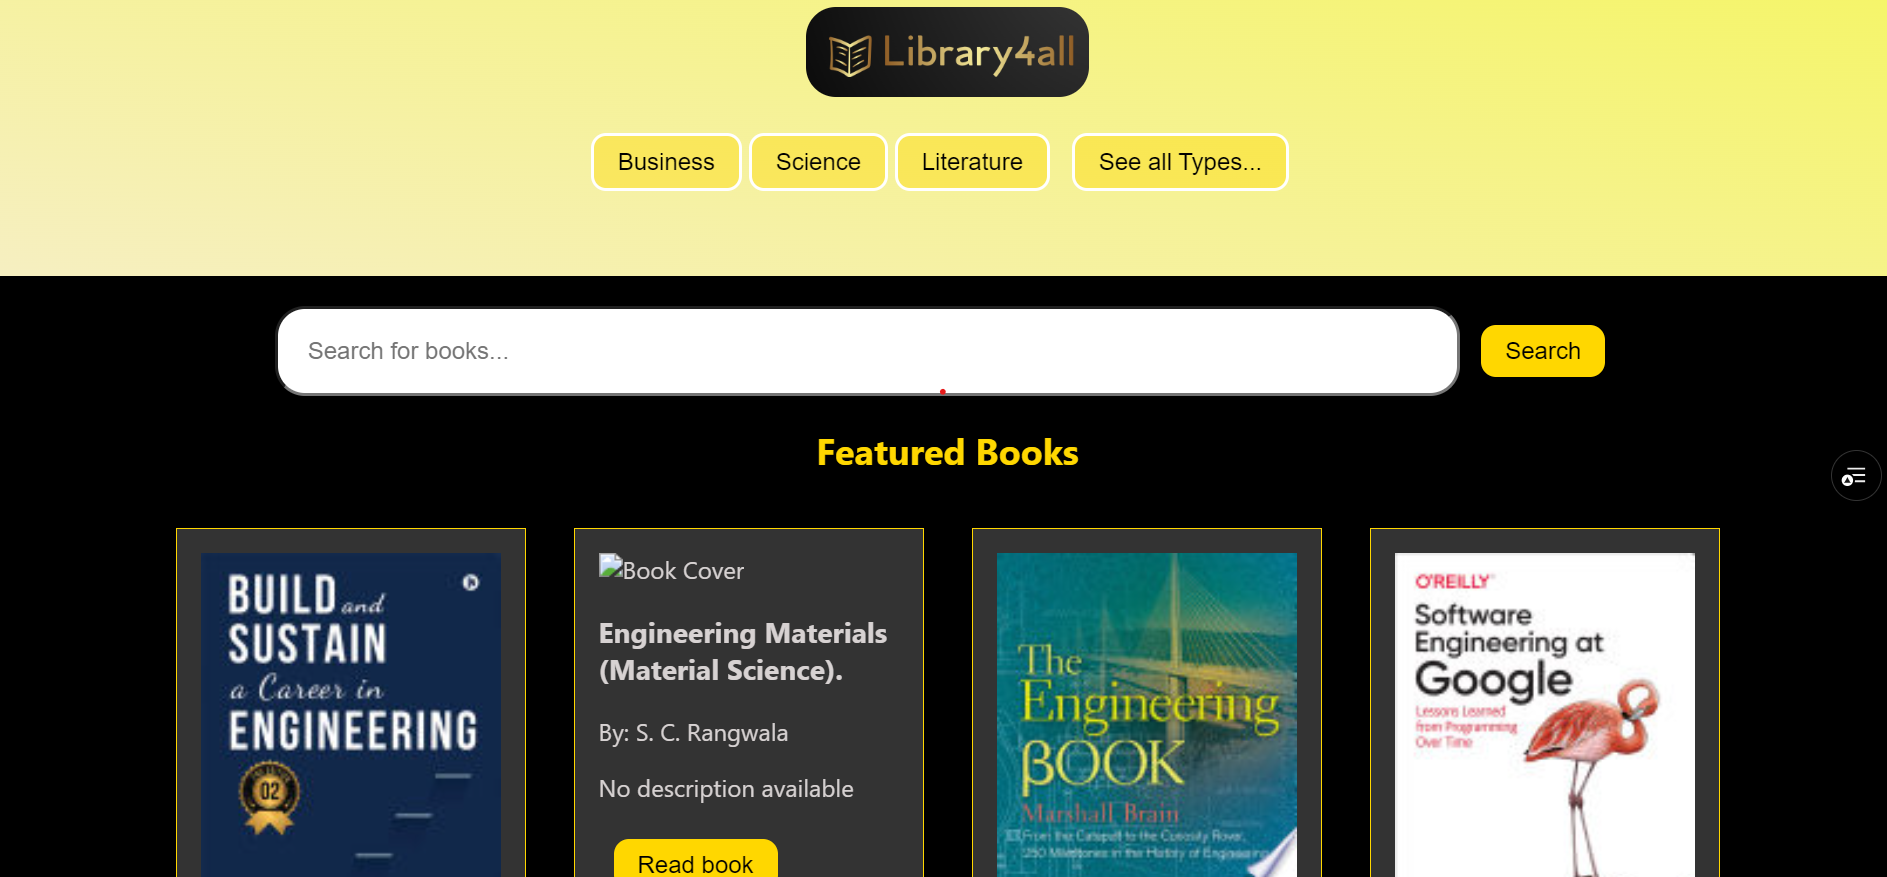 Library4all
Business
Science
Literature
See all Types...
Search for books...
Search
Featured Books
BUILD and
SUSTAIN
a Career in
ENGINEERING
02
Book Cover
Engineering Materials
(Material Science).
By: S. C. Rangwala
No description available
Read book
The
Engineering
BOOK
Marshall Brain
From the Catapult to the Curiosity Rover,
250 Milestones in the History of Engineering
O'REILLY
Software
Engineering at
Google
Lessons Learned
from Programming
Over Time